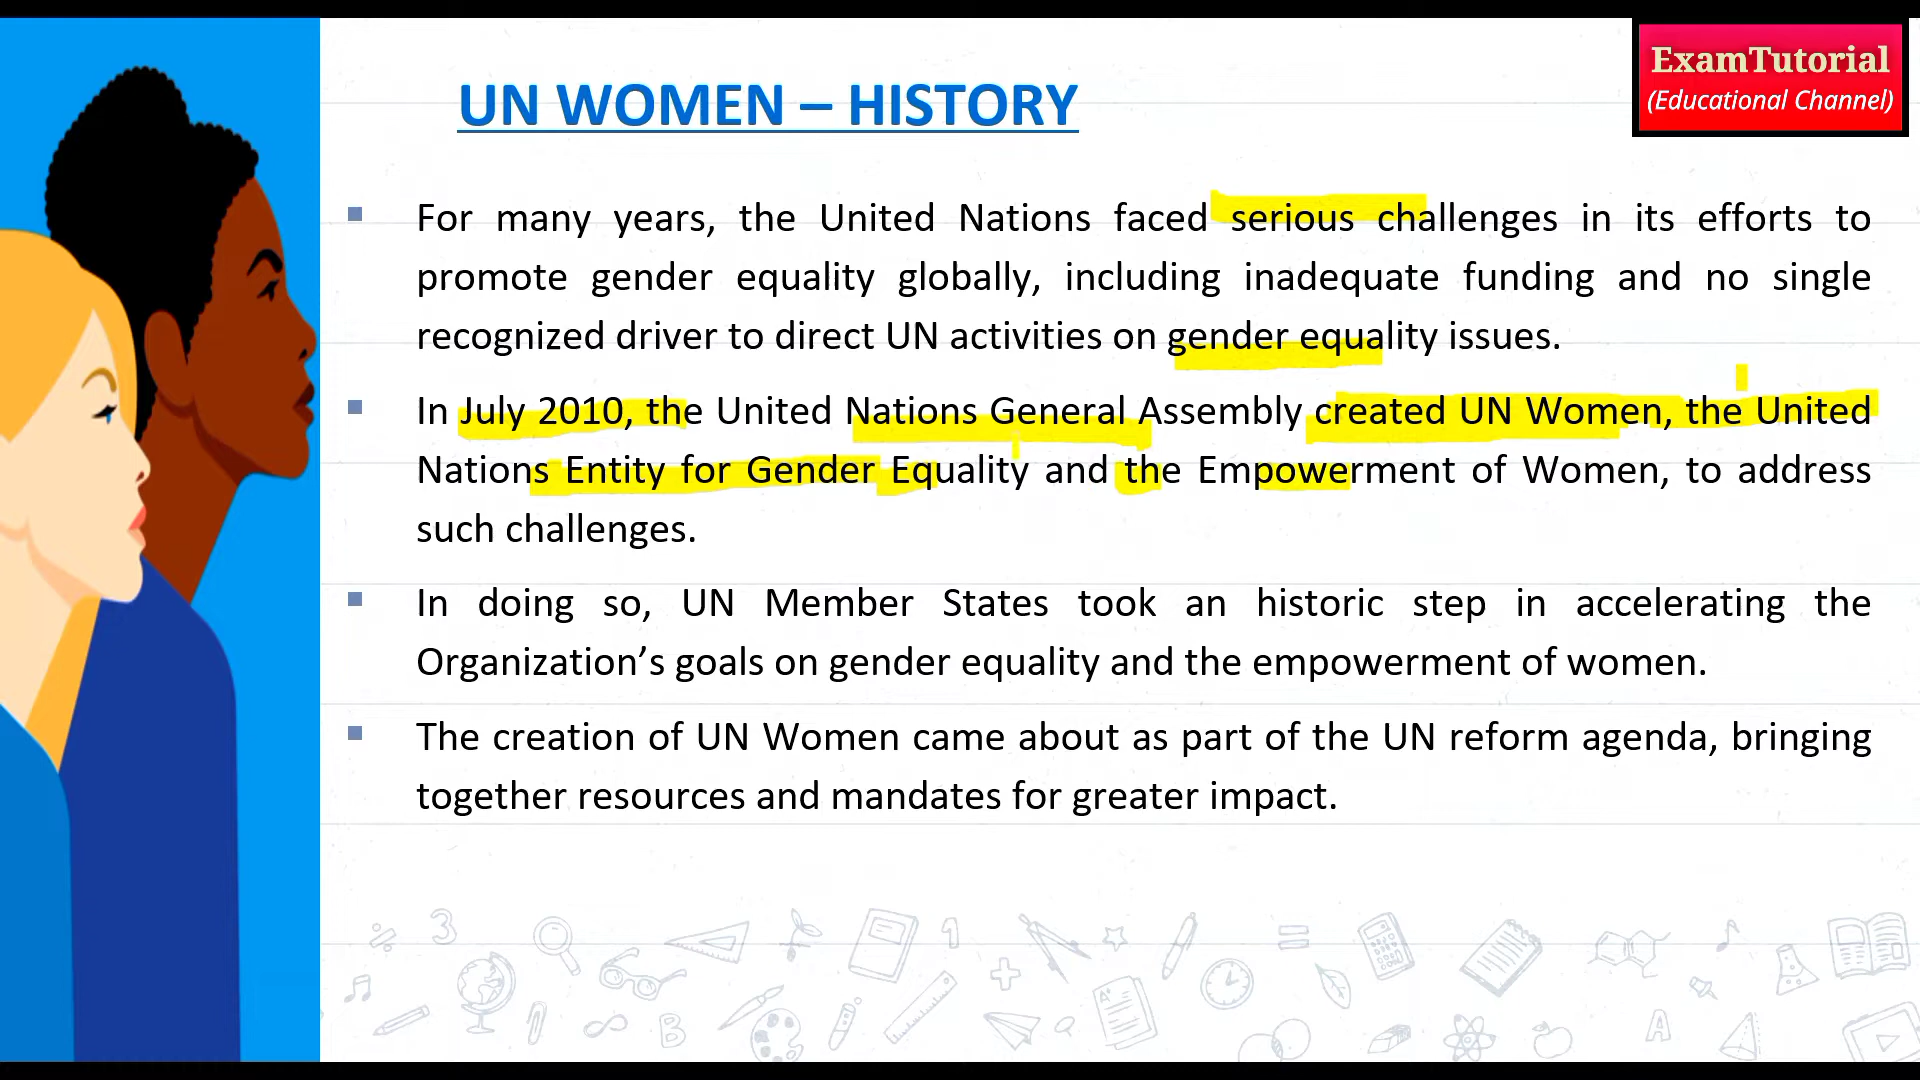 UN WOMEN – HISTORY
ExamTutorial
(Educational Channel)
For many years, the United Nations faced serious challenges in its efforts to
promote gender equality globally, including inadequate funding and no single
recognized driver to direct UN activities on gender equality issues.
In July 2010, the United Nations General Assembly created UN Women, the United
Nations Entity for Gender Equality and the Empowerment of Women, to address
such challenges.
In doing so, UN Member States took an historic step in accelerating the
Organization’s goals on gender equality and the empowerment of women.
The creation of UN Women came about as part of the UN reform agenda, bringing
together resources and mandates for greater impact.